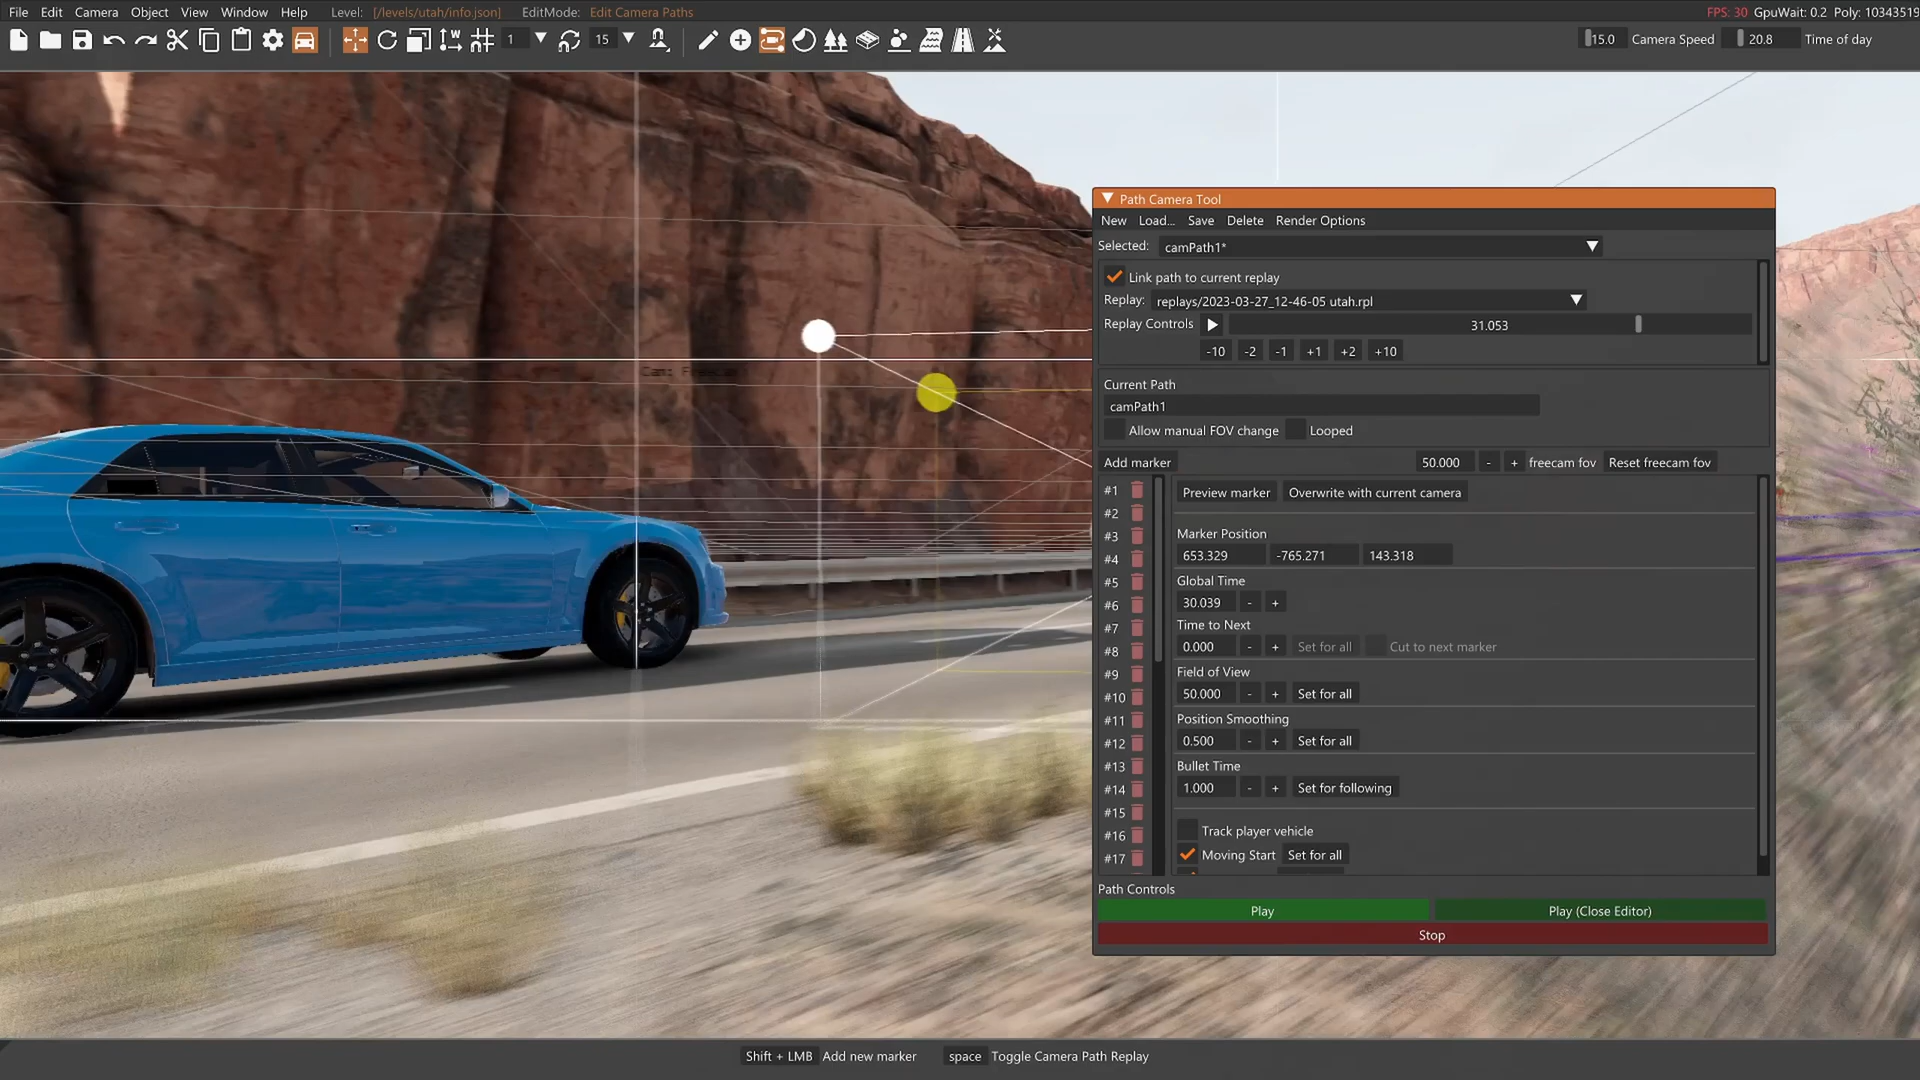 File Edit Camera Object View Window Help Level: [/levels/utah/info.json] EditMode: Edit Camera Paths FPS: 30 GpuWait: 0.2 Poly: 10343519
1 15 15.0 Camera Speed 20.8 Time of day
Path Camera Tool
New Load... Save Delete Render Options
Selected: camPath1*
Link path to current replay
Replay: replays/2023-03-27_12-46-05 utah.rpl
Replay Controls 31.053
-10 -2 -1 +1 +2 +10
Cam:
Current Path
camPath1
Allow manual FOV change Looped
Add marker 50.000 - + freecam fov Reset freecam fov
#1 Preview marker Overwrite with current camera
#2
#3 Marker Position
#4 653.329 -765.271 143.318
#5 Global Time
#6 30.039 - +
#7 Time to Next
#8 0.000 - + Set for all Cut to next marker
#9 Field of View
#10 50.000 - + Set for all
#11 Position Smoothing
#12 0.500 - + Set for all
#13 Bullet Time
#14 1.000 - + Set for following
#15
#16 Track player vehicle
#17 Moving Start Set for all
Path Controls
Play Play (Close Editor)
Stop
Shift + LMB Add new marker space Toggle Camera Path Replay